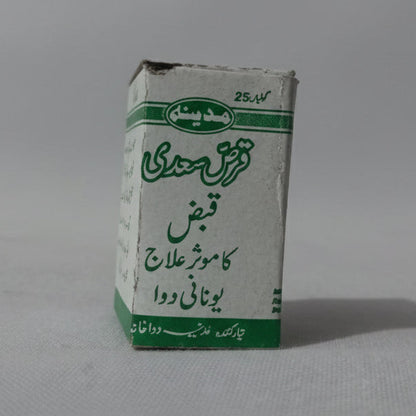 25 گولیاں
مدینہ
قرص سعدی
قبض
کا موثر علاج
یونانی دوا
تیار کنندہ مدینہ دواخانہ